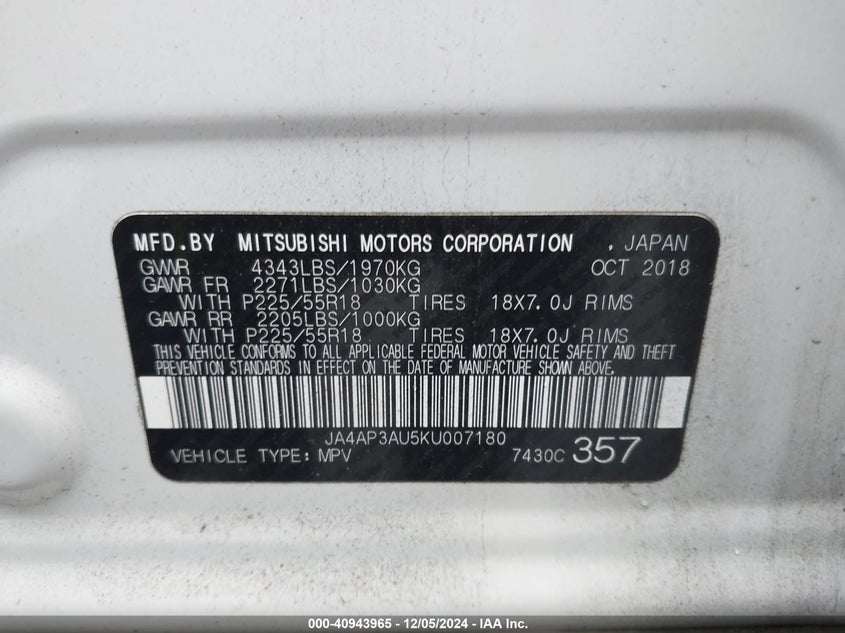 MFD.BY MITSUBISHI MOTORS CORPORATION , JAPAN
GVWR 4343LBS/1970KG OCT 2018
GAWR FR 2271LBS/1030KG
WITH P225/55R18 TIRES 18X7.0J RIMS
GAWR RR 2205LBS/1000KG
WITH P225/55R18 TIRES 18X7.0J RIMS
THIS VEHICLE CONFORMS TO ALL APPLICABLE FEDERAL MOTOR VEHICLE SAFETY AND THEFT
PREVENTION STANDARDS IN EFFECT ON THE DATE OF MANUFACTURE SHOWN ABOVE.
JA4AP3AU5KU007180
VEHICLE TYPE: MPV 7430C 357
000-40943965 - 12/05/2024 - IAA Inc.